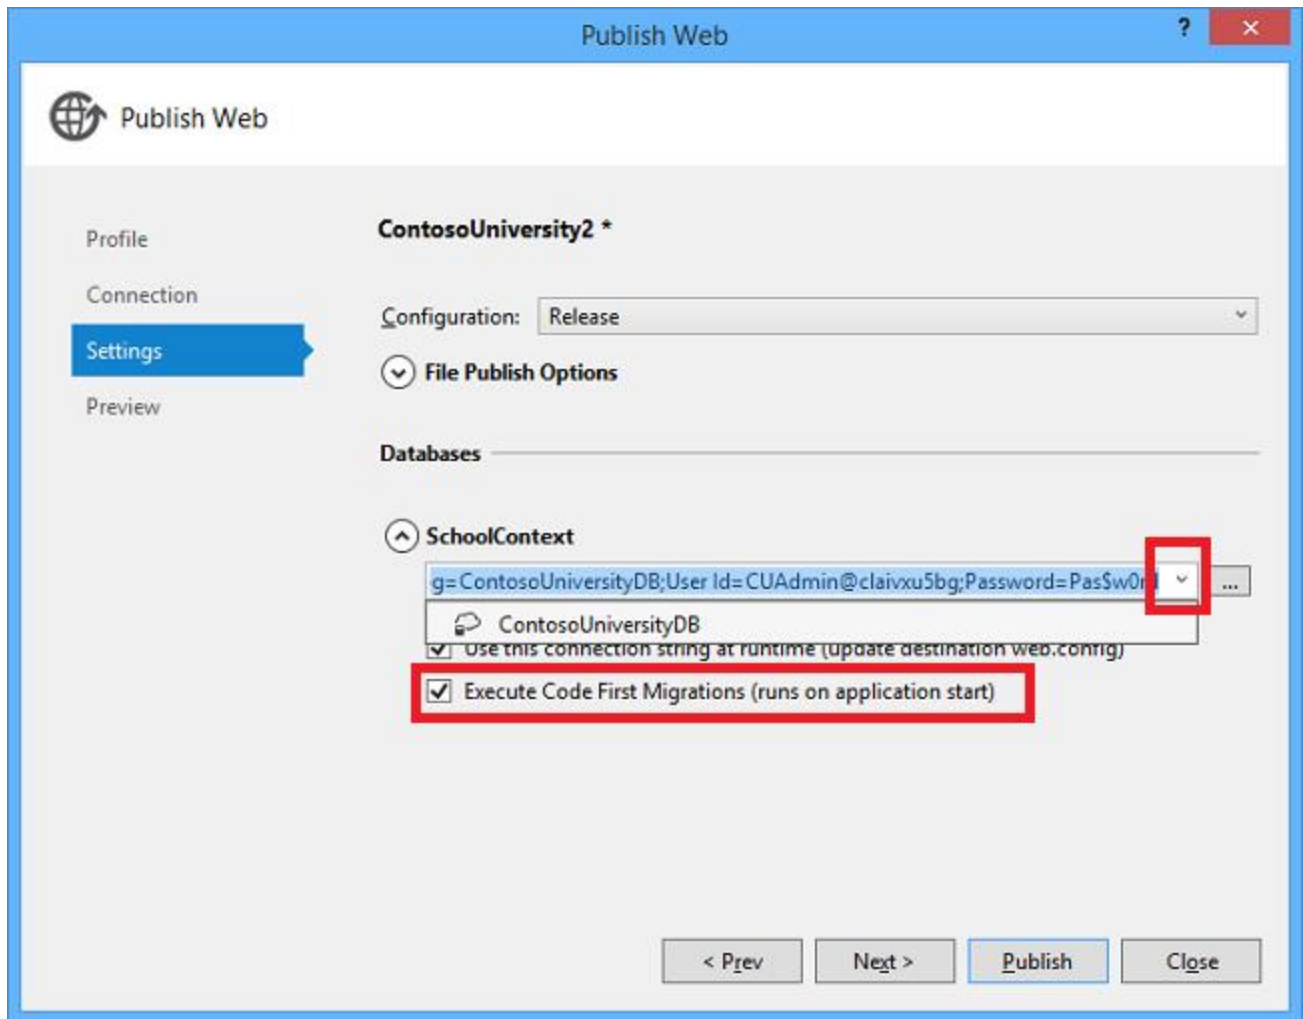 Publish Web
?
Publish Web
Profile
Connection
Settings
Preview
ContosoUniversity2 *
Configuration: Release
File Publish Options
Databases
SchoolContext
g=ContosoUniversityDB;User Id=CUAdmin@claivxu5bg;Password=Pas$w0rd
...
ContosoUniversityDB
Use this connection string at runtime (update destination web.config)
Execute Code First Migrations (runs on application start)
< Prev
Next >
Publish
Close